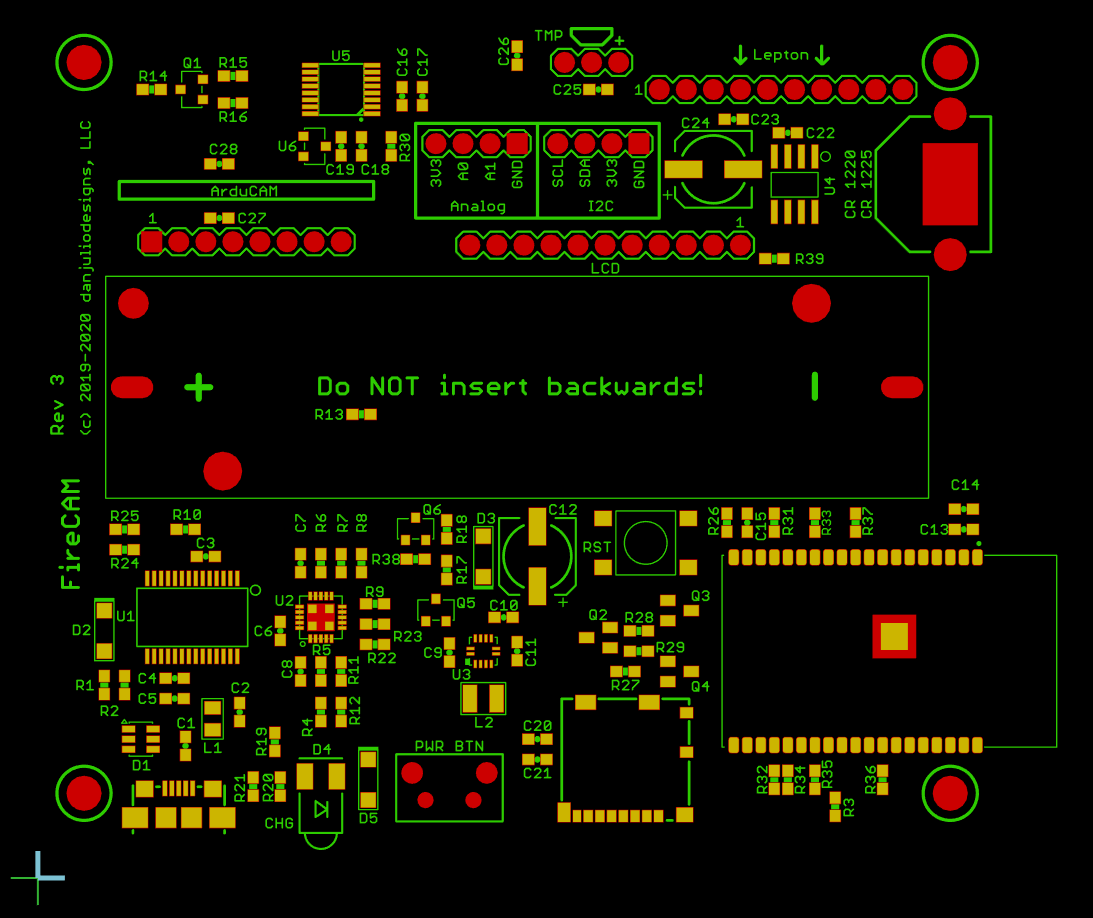 TMP
+
C26
C25
Lepton
1
Q1
R15
R14
R16
U5
C16
C17
U6
C19
C18
R30
C28
ArduCAM
C27
1
3V3
A0
A1
GND
Analog
SCL
SDA
3V3
GND
I2C
C24
+
C23
C22
U4
CR 1220
CR 1225
1
LCD
R39
(c) 2019-2020 danjuliodesigns, LLC
Rev 3
FireCAM
+
Do NOT insert backwards!
R13
R25
R10
R24
C3
C7
R6
R7
R8
Q6
R18
D3
C12
+
R38
R17
RST
R26
C15
R31
R33
R37
C14
C13
U1
D2
U2
R9
R23
R22
R5
C6
Q5
C10
C9
C11
U3
L2
Q2
R28
Q3
R29
R27
Q4
R1
R2
C4
C5
C2
C8
R11
R4
R12
L1
C1
D1
R19
R21
R20
D4
CHG
D5
PWR BTN
C20
C21
R32
R34
R35
R3
R36